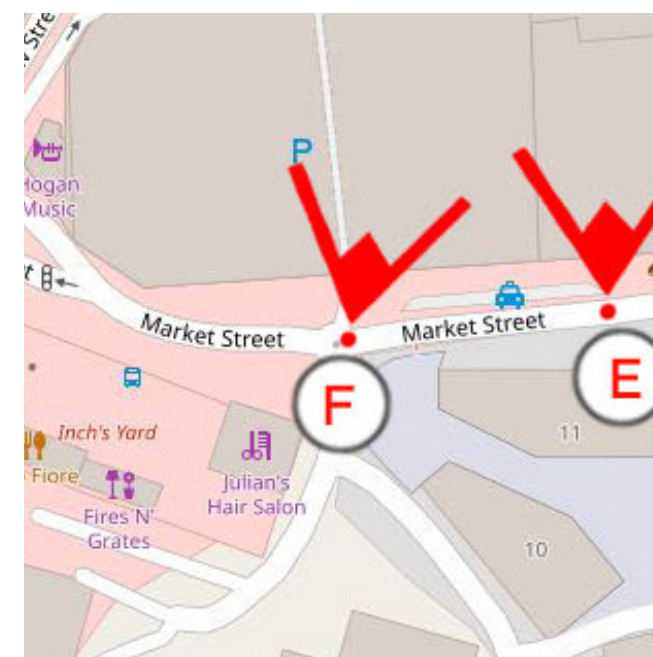 P
Hogan
Music
Market Street
Market Street
F
E
Inch's Yard
Fiore
Fires N'
Grates
Julian's
Hair Salon
11
10